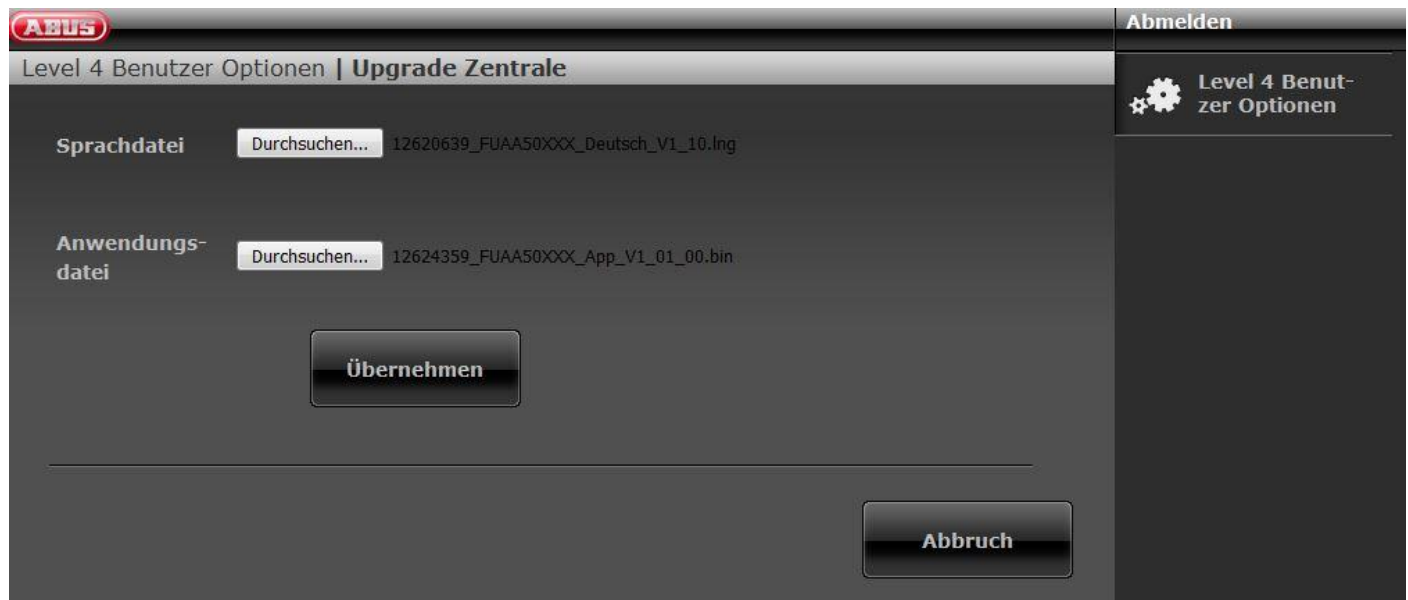 ABUS
Abmelden
Level 4 Benutzer Optionen | Upgrade Zentrale
Level 4 Benut-
zer Optionen
Sprachdatei
Durchsuchen... 12620639_FUAA50XXX_Deutsch_V1_10.lng
Anwendungs-
datei
Durchsuchen... 12624359_FUAA50XXX_App_V1_01_00.bin
Übernehmen
Abbruch